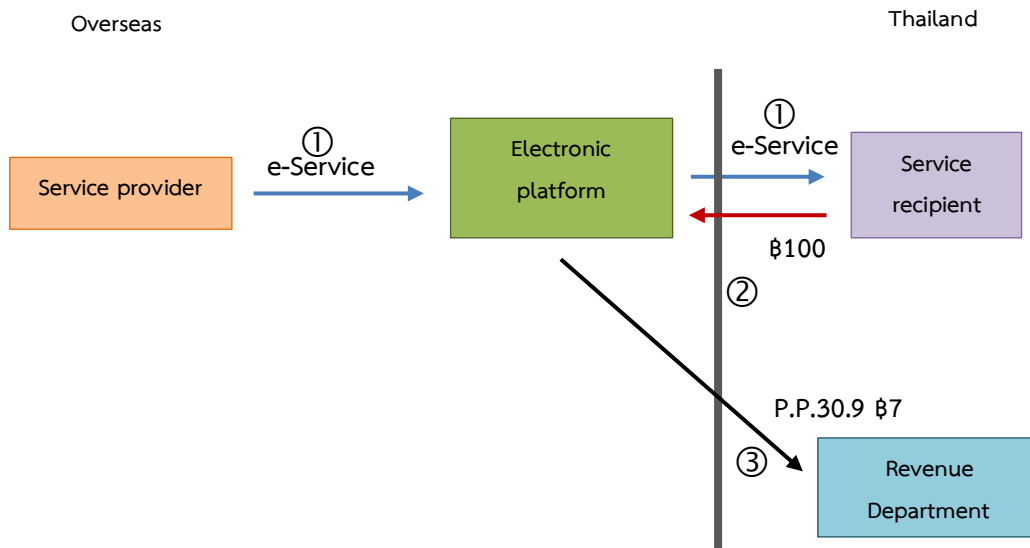 Overseas
Thailand
①
e-Service
①
e-Service
Service provider
Electronic
platform
Service
recipient
฿100
②
P.P.30.9 ฿7
③
Revenue
Department